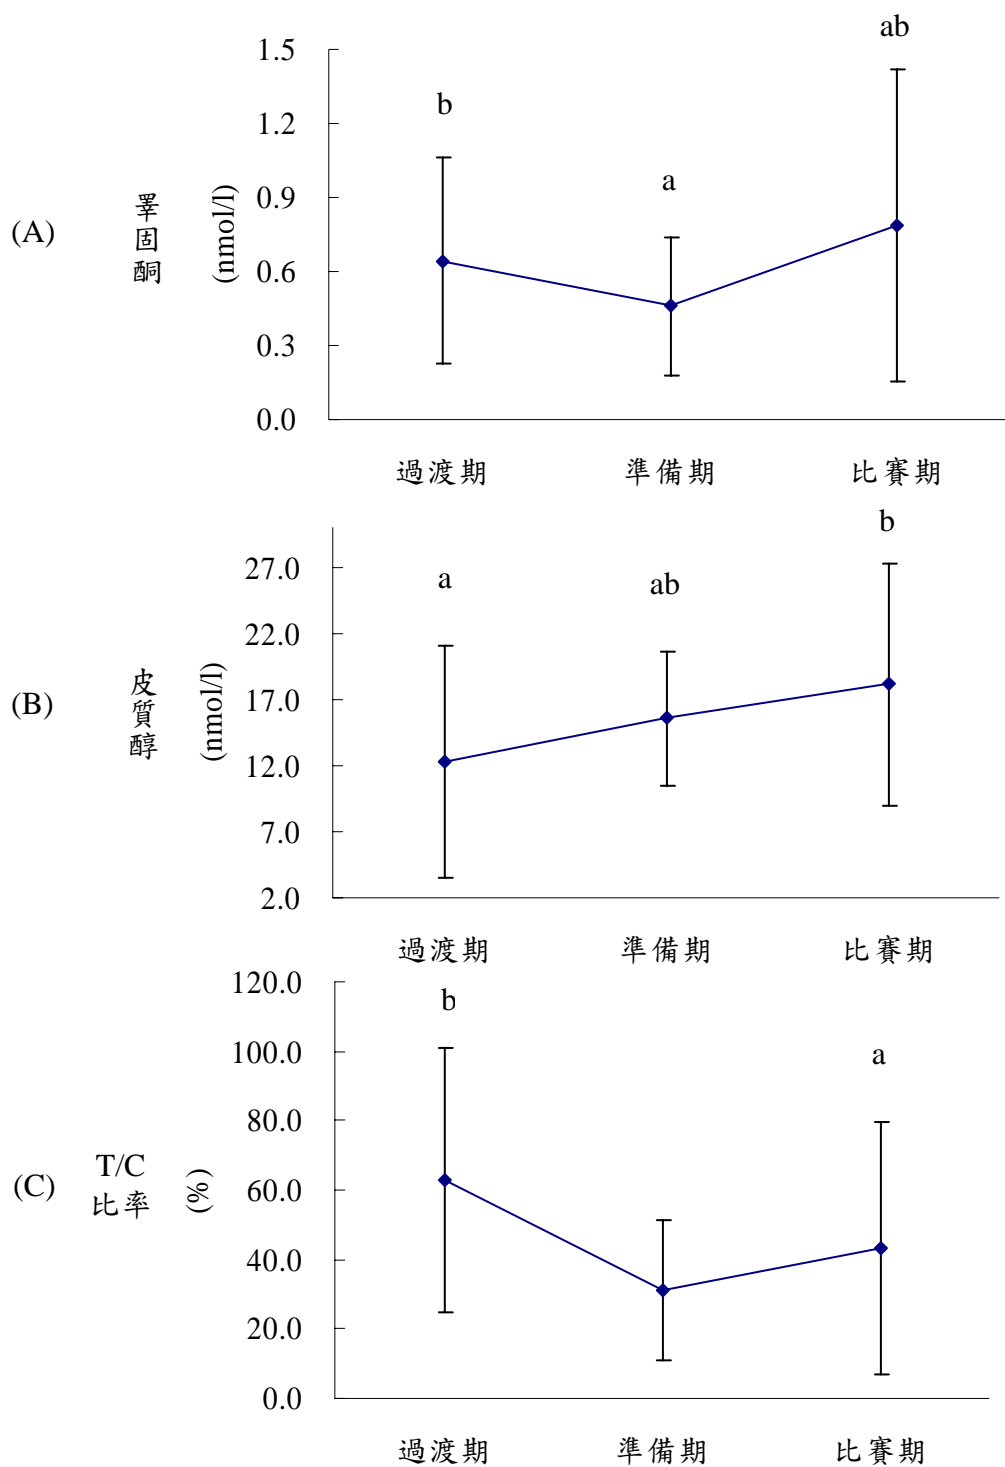 (A)
睪固酮
(nmol/l)
1.5
1.2
0.9
0.6
0.3
0.0
b
a
ab
過渡期 準備期 比賽期
(B)
皮質醇
(nmol/l)
27.0
22.0
17.0
12.0
7.0
2.0
a
ab
b
過渡期 準備期 比賽期
(C)
T/C
比率
(%)
120.0
100.0
80.0
60.0
40.0
20.0
0.0
b
a
過渡期 準備期 比賽期